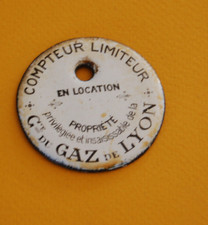 COMPTEUR LIMITEUR
EN LOCATION
PROPRIÉTÉ
privilégiée et insaisissable de la
Cie DU GAZ DE LYON